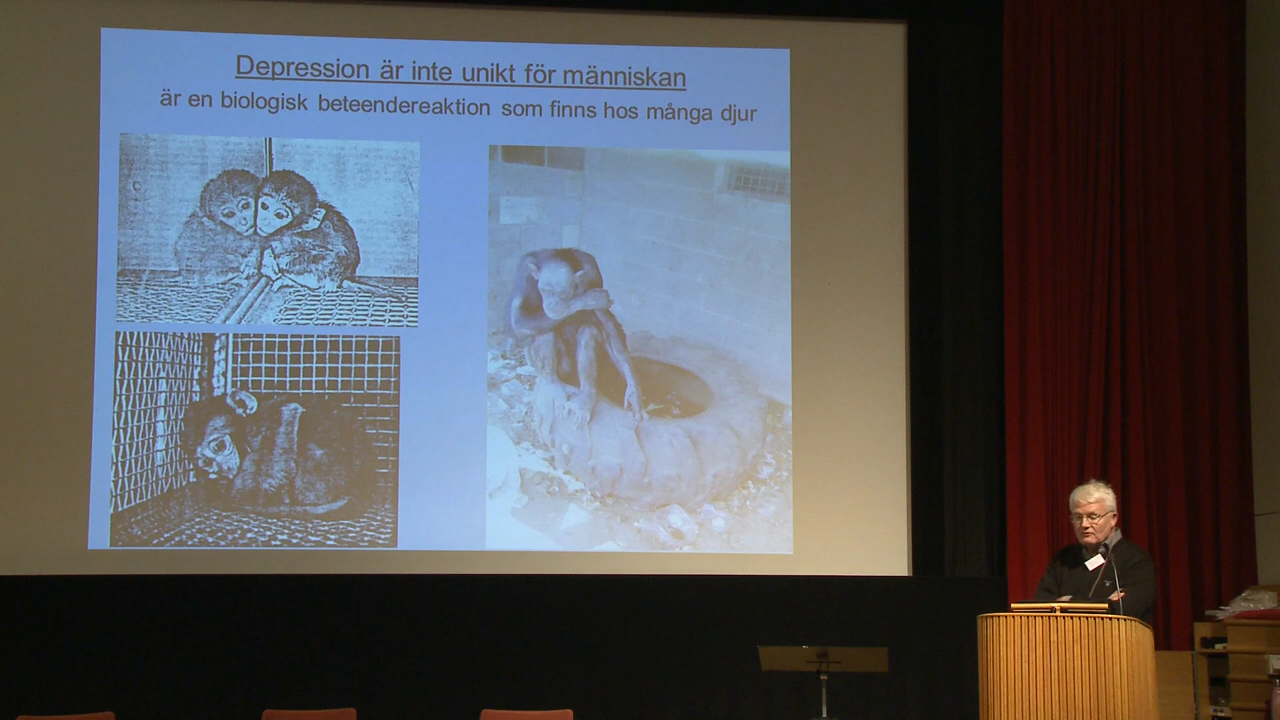 Depression är inte unikt för människan
är en biologisk beteendereaktion som finns hos många djur